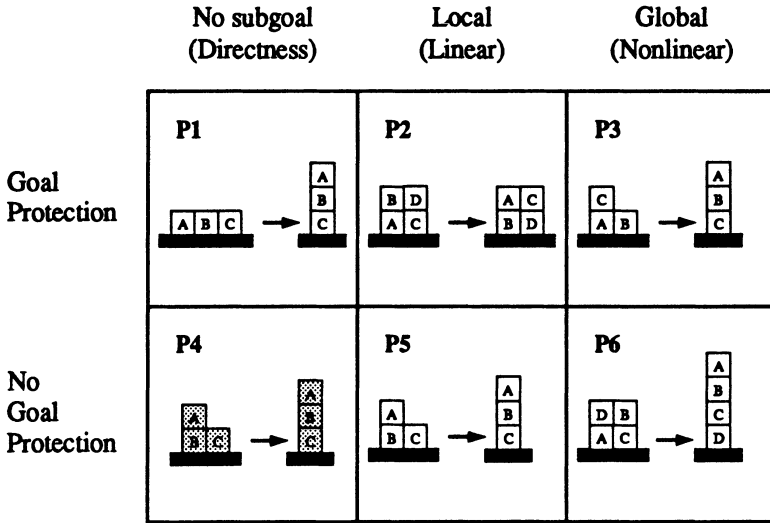 No subgoal
(Directness)
Local
(Linear)
Global
(Nonlinear)
Goal
Protection
P1
A B C
A
B
C
P2
B D
A C
A C
B D
P3
C
A B
A
B
C
No
Goal
Protection
P4
A
B C
A
B
C
P5
A
B C
A
B
C
P6
D B
A C
A
B
C
D